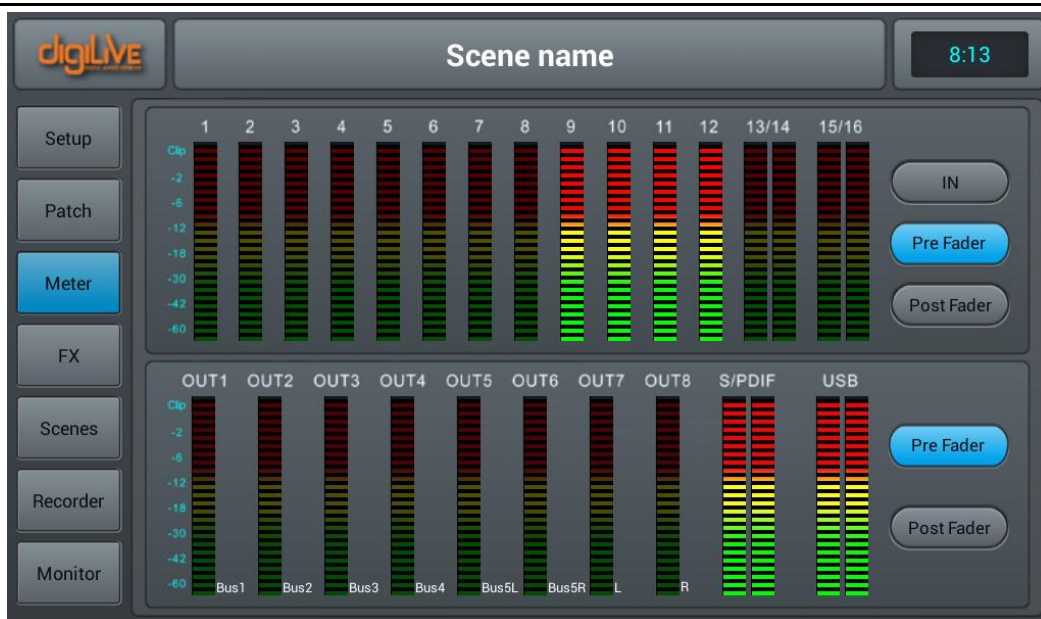 digiLivE
Scene name
8:13
Setup
Patch
Meter
FX
Scenes
Recorder
Monitor
1 2 3 4 5 6 7 8 9 10 11 12 13/14 15/16
Clip
-2
-6
-12
-18
-30
-42
-60
IN
Pre Fader
Post Fader
OUT1 OUT2 OUT3 OUT4 OUT5 OUT6 OUT7 OUT8 S/PDIF USB
Clip
-2
-6
-12
-18
-30
-42
-60
Bus1 Bus2 Bus3 Bus4 Bus5L Bus5R L R
Pre Fader
Post Fader